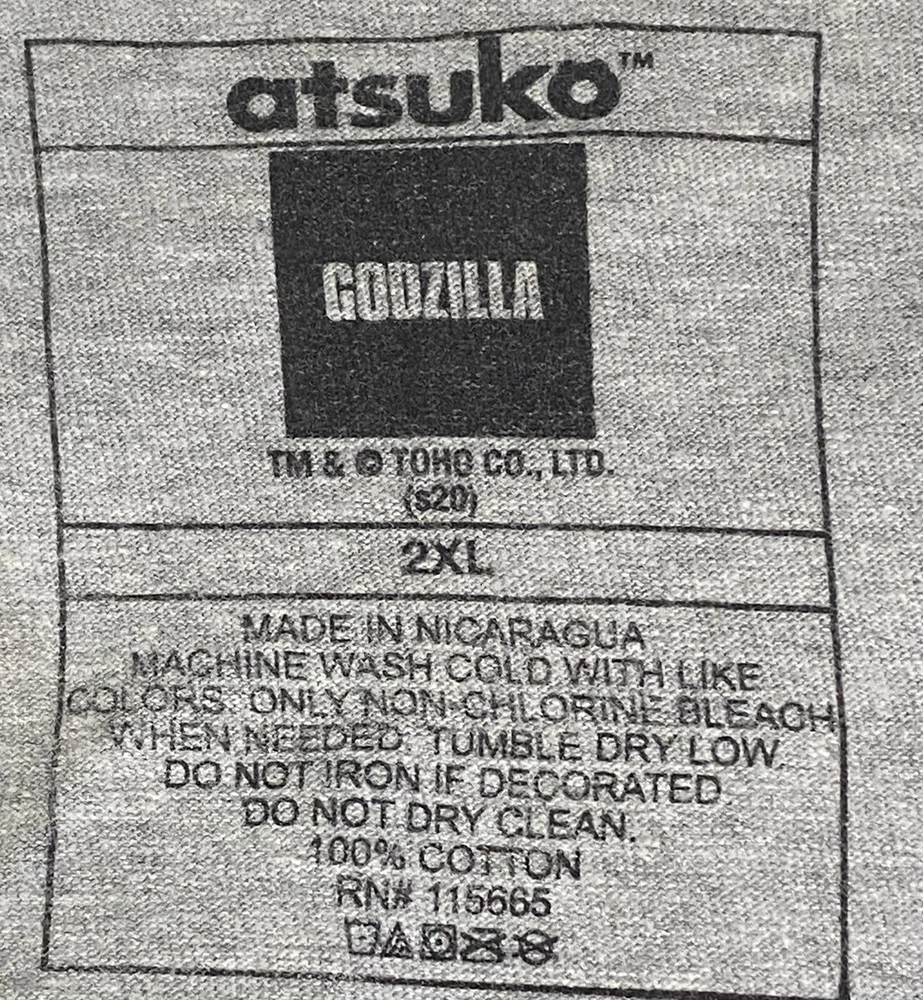 atsuko™
GODZILLA
TM & © TOHO CO., LTD.
(s20)
2XL
MADE IN NICARAGUA
MACHINE WASH COLD WITH LIKE
COLORS. ONLY NON-CHLORINE BLEACH
WHEN NEEDED. TUMBLE DRY LOW.
DO NOT IRON IF DECORATED.
DO NOT DRY CLEAN.
100% COTTON
RN# 115665